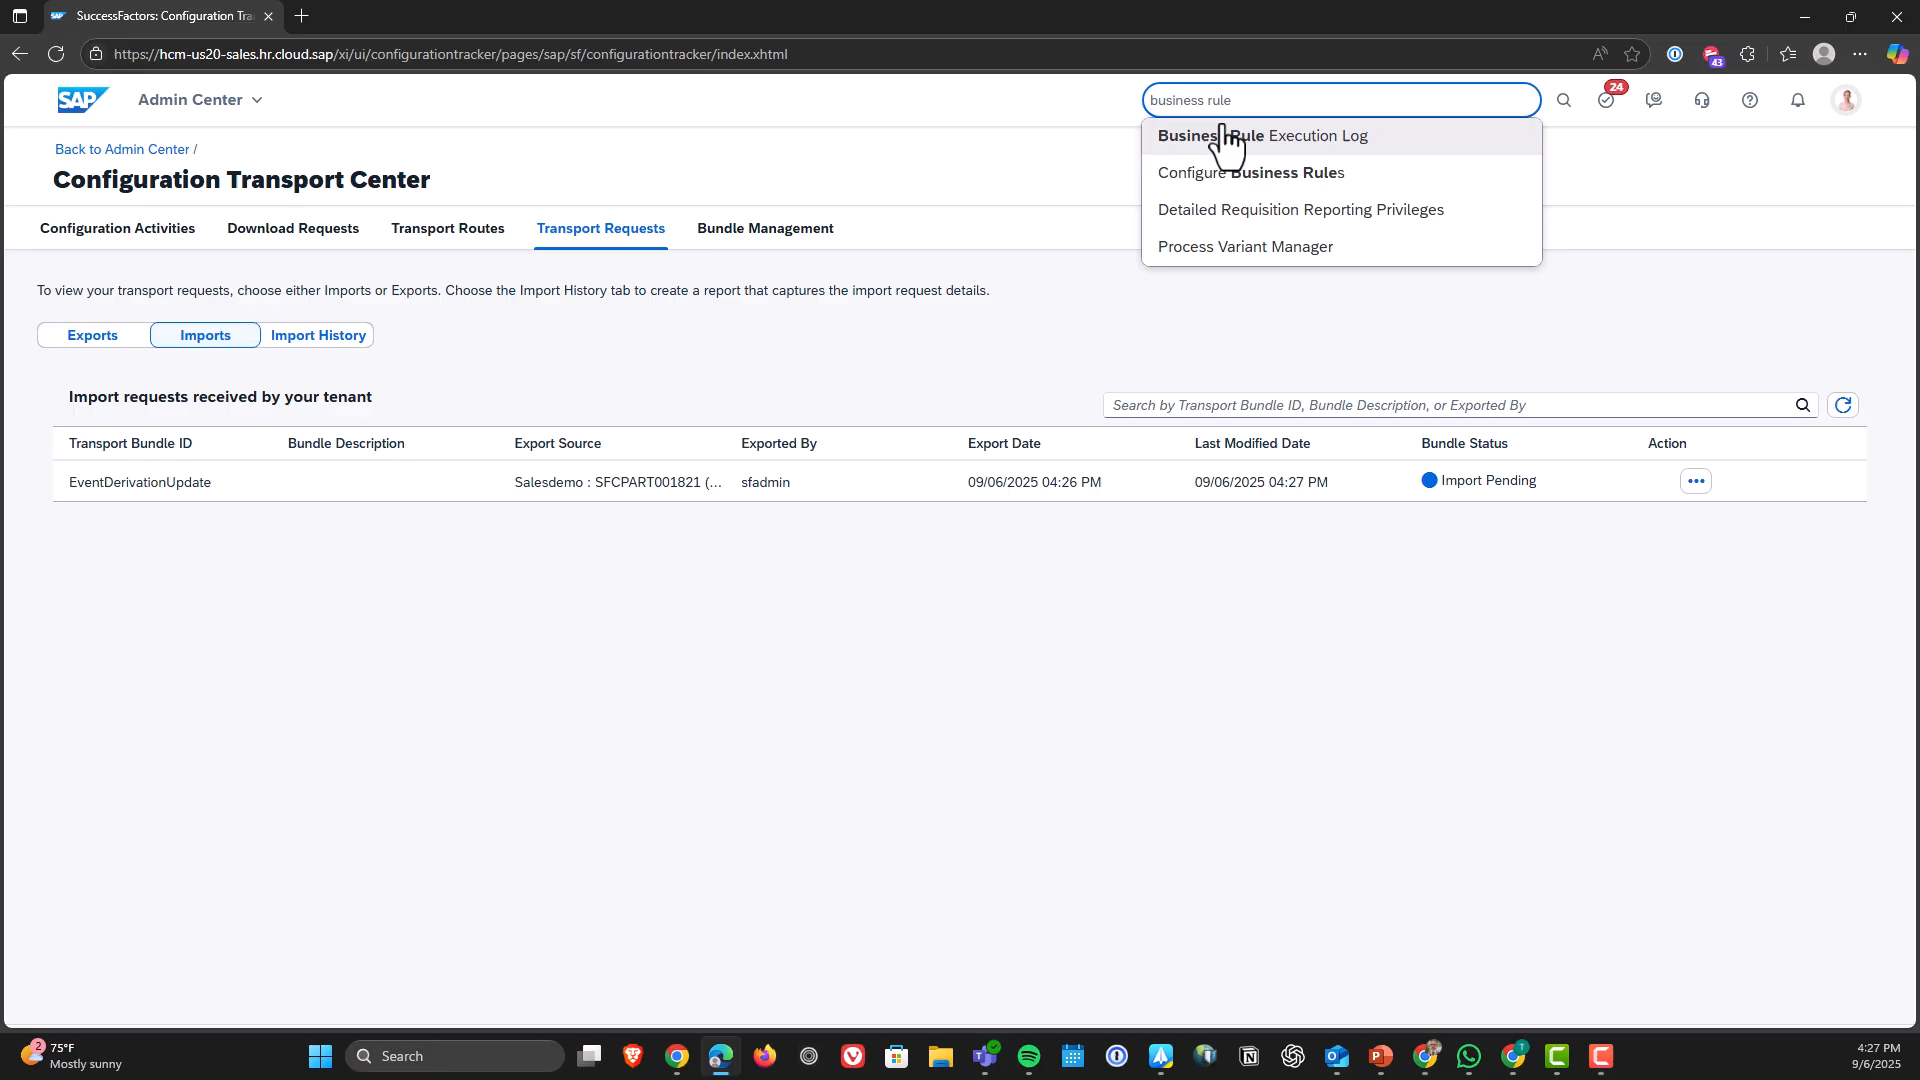 SuccessFactors: Configuration Tra
https://hcm-us20-sales.hr.cloud.sap/xi/ui/configurationtracker/pages/sap/sf/configurationtracker/index.xhtml
43
SAP
Admin Center
business rule
24
Business Rule Execution Log
Configure Business Rules
Detailed Requisition Reporting Privileges
Process Variant Manager
Back to Admin Center /
Configuration Transport Center
Configuration Activities
Download Requests
Transport Routes
Transport Requests
Bundle Management
To view your transport requests, choose either Imports or Exports. Choose the Import History tab to create a report that captures the import request details.
Exports
Imports
Import History
Import requests received by your tenant
Search by Transport Bundle ID, Bundle Description, or Exported By
Transport Bundle ID Bundle Description Export Source Exported By Export Date Last Modified Date Bundle Status Action
EventDerivationUpdate Salesdemo : SFCPART001821 (... sfadmin 09/06/2025 04:26 PM 09/06/2025 04:27 PM Import Pending
2
75°F
Mostly sunny
Search
4:27 PM
9/6/2025